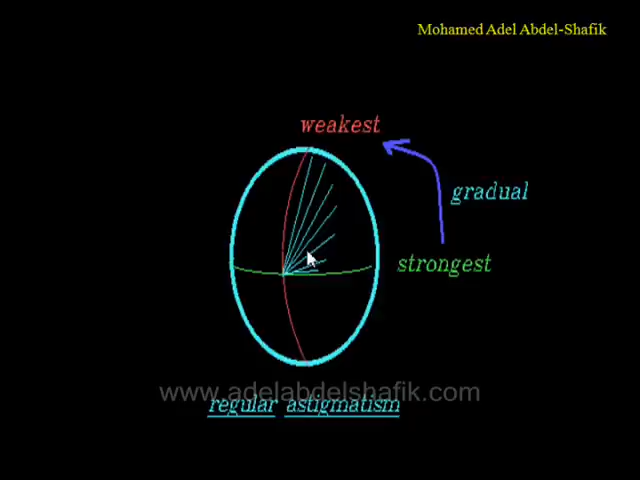 Mohamed Adel Abdel-Shafik
weakest
gradual
strongest
www.adelabdelshafik.com
regular astigmatism